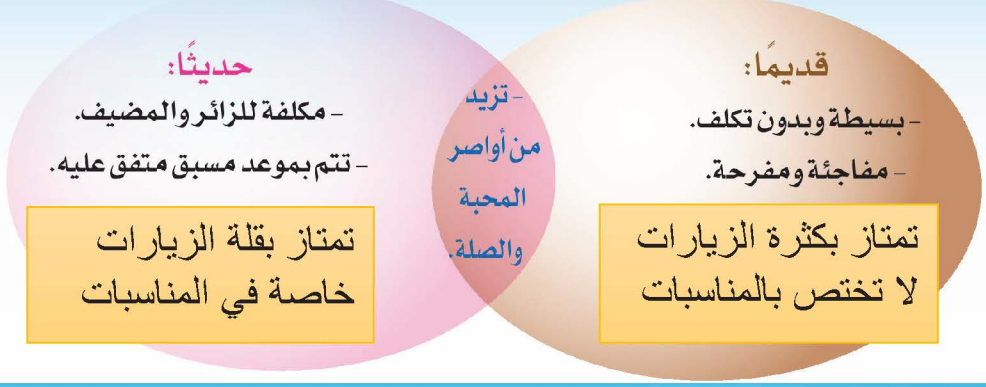 قديمًا:
- بسيطة وبدون تكلف.
- مفاجئة ومفرحة.
تمتاز بكثرة الزيارات
لا تختص بالمناسبات
- تزيد
من أواصر
المحبة
والصلة.
حديثًا:
- مكلفة للزائر والمضيف.
- تتم بموعد مسبق متفق عليه.
تمتاز بقلة الزيارات
خاصة في المناسبات